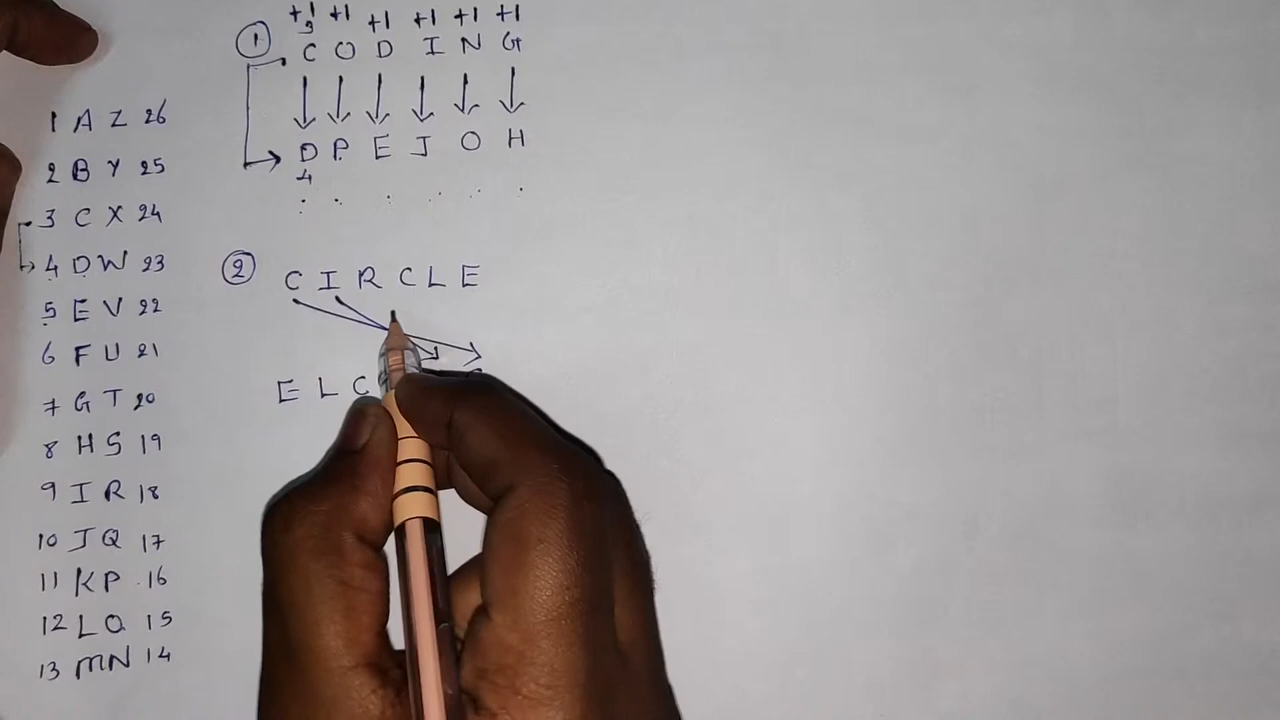 +1 +1 +1 +1 +1 +1
3
1 C O D I N G
D P E J O H
4
2 C I R C L E
E L C
1 A Z 26
2 B Y 25
3 C X 24
4 D W 23
5 E V 22
6 F U 21
7 G T 20
8 H S 19
9 I R 18
10 J Q 17
11 K P 16
12 L O 15
13 M N 14